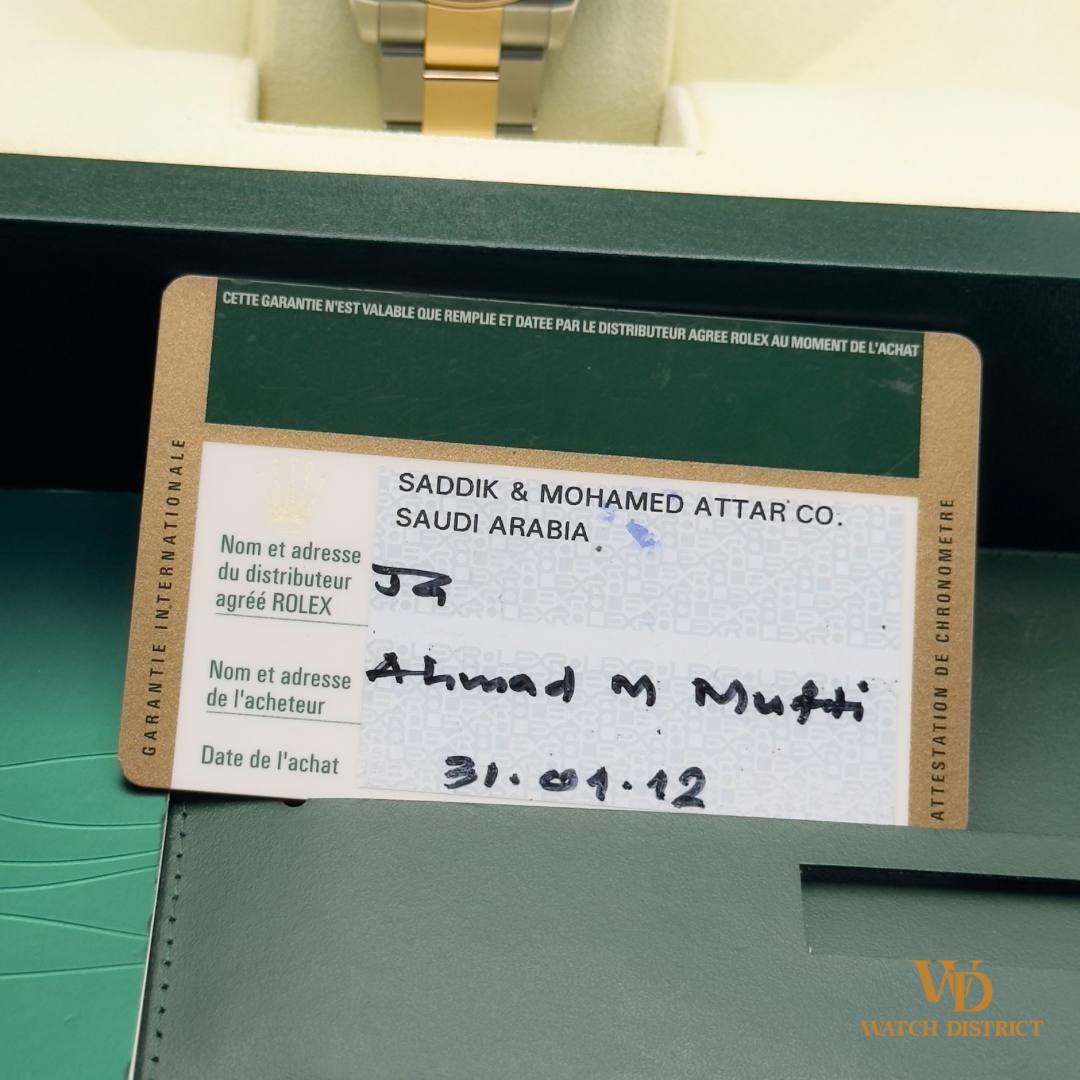 CETTE GARANTIE N'EST VALABLE QUE REMPLIE ET DATEE PAR LE DISTRIBUTEUR AGREE ROLEX AU MOMENT DE L'ACHAT
GARANTIE INTERNATIONALE
SADDIK & MOHAMED ATTAR CO.
SAUDI ARABIA
Nom et adresse
du distributeur
agréé ROLEX
Nom et adresse
de l'acheteur
Ahmad M Mufti
Date de l'achat
31.01.12
ATTESTATION DE CHRONOMETRE
WD
WATCH DISTRICT